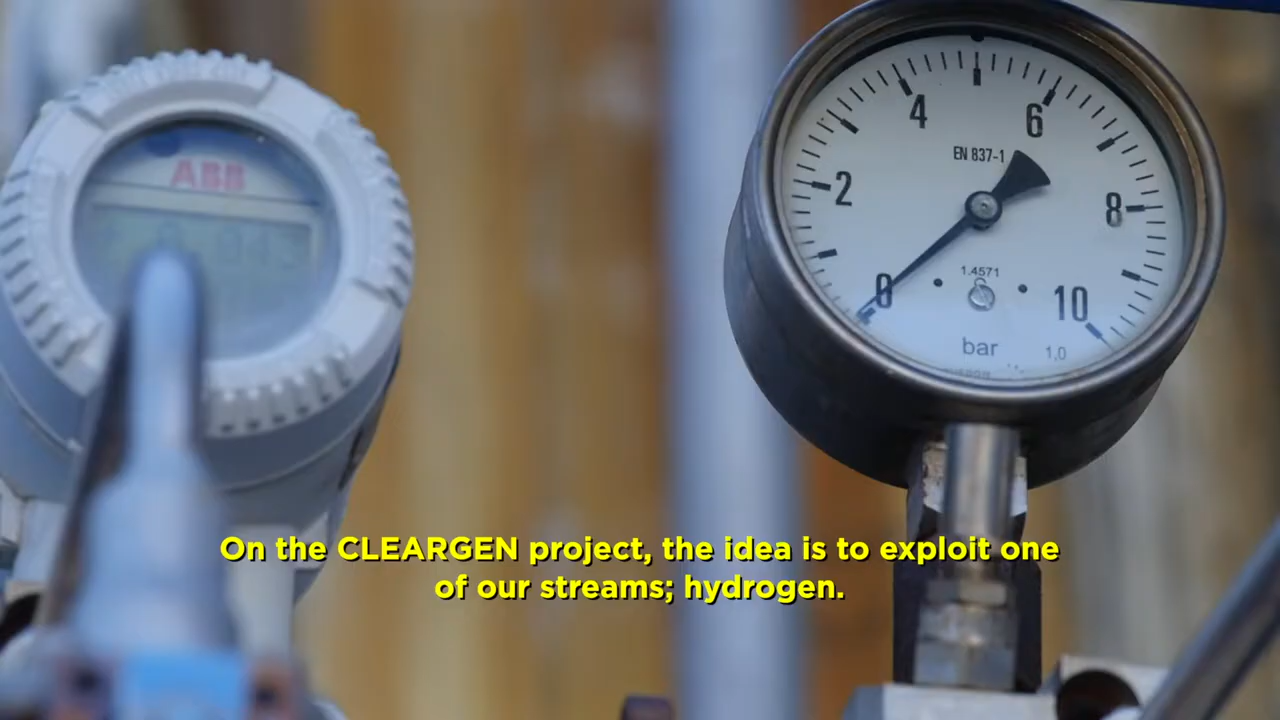 ABB
4
6
EN 837-1
2
8
1.4571
0
10
bar
1,0
On the CLEARGEN project, the idea is to exploit one
of our streams; hydrogen.